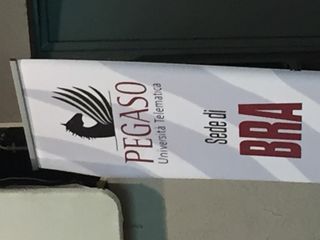 PEGASO
Università Telematica
Sede di
BRA